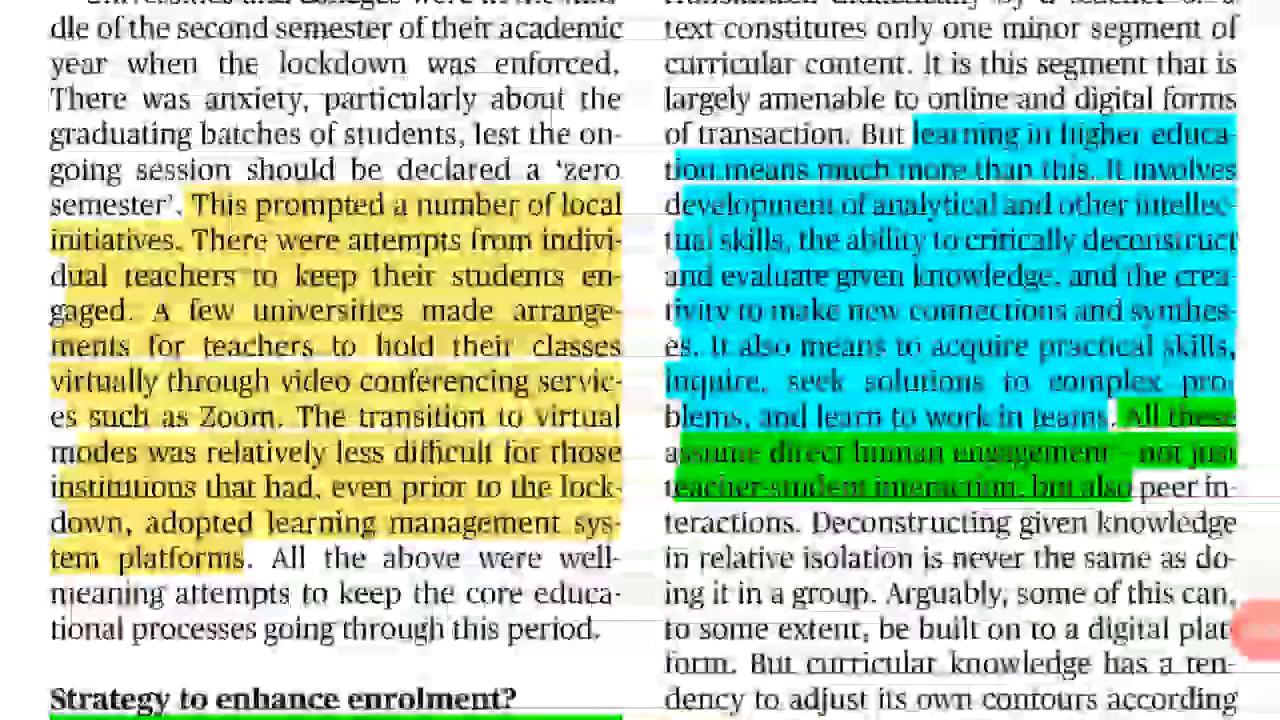 dle of the second semester of their academic
year when the lockdown was enforced.
There was anxiety, particularly about the
graduating batches of students, lest the on-
going session should be declared a ‘zero
semester’. This prompted a number of local
initiatives. There were attempts from indivi-
dual teachers to keep their students en-
gaged. A few universities made arrange-
ments for teachers to hold their classes
virtually through video conferencing servic-
es such as Zoom. The transition to virtual
modes was relatively less difficult for those
institutions that had, even prior to the lock-
down, adopted learning management sys-
tem platforms. All the above were well-
meaning attempts to keep the core educa-
tional processes going through this period.
Strategy to enhance enrolment?
text constitutes only one minor segment of
curricular content. It is this segment that is
largely amenable to online and digital forms
of transaction. But learning in higher educa-
tion means much more than this. It involves
development of analytical and other intellec-
tual skills, the ability to critically deconstruct
and evaluate given knowledge, and the crea-
tivity to make new connections and synthes-
es. It also means to acquire practical skills,
inquire, seek solutions to complex pro-
blems, and learn to work in teams. All these
assume direct human engagement – not just
teacher-student interaction, but also peer in-
teractions. Deconstructing given knowledge
in relative isolation is never the same as do-
ing it in a group. Arguably, some of this can,
to some extent, be built on to a digital plat-
form. But curricular knowledge has a ten-
dency to adjust its own contours according